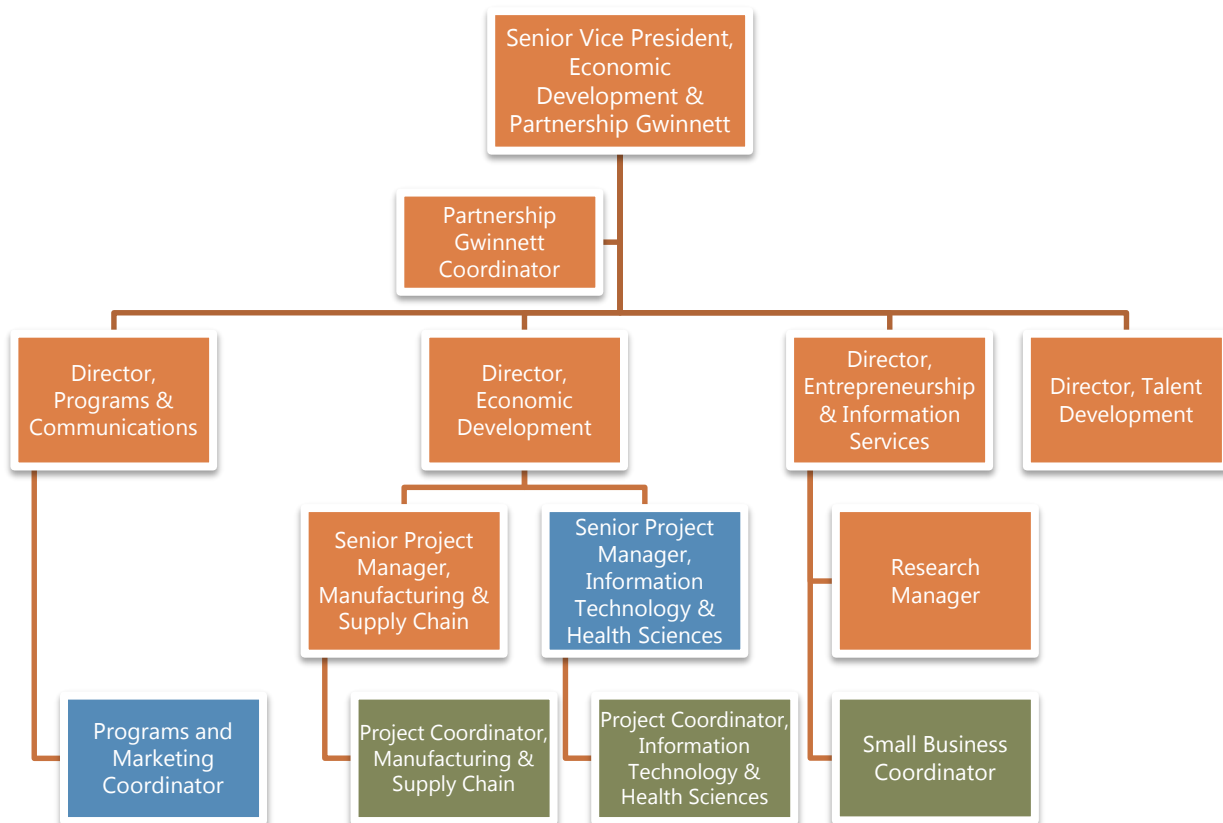 Senior Vice President,
Economic
Development &
Partnership Gwinnett
Partnership
Gwinnett
Coordinator
Director,
Programs &
Communications
Director,
Economic
Development
Director,
Entrepreneurship
& Information
Services
Director, Talent
Development
Senior Project
Manager,
Manufacturing &
Supply Chain
Senior Project
Manager,
Information
Technology &
Health Sciences
Research
Manager
Programs and
Marketing
Coordinator
Project Coordinator,
Manufacturing &
Supply Chain
Project Coordinator,
Information
Technology &
Health Sciences
Small Business
Coordinator